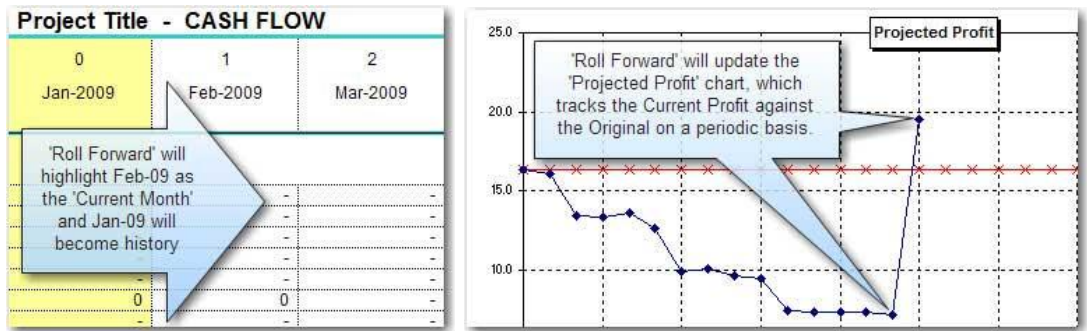 Project Title - CASH FLOW
0 1 2
Jan-2009 Feb-2009 Mar-2009
'Roll Forward' will
highlight Feb-09 as
the 'Current Month'
and Jan-09 will
become history
-
-
-
-
-
-
-
-
- -
0 0 -
- - -
Projected Profit
25.0
20.0
15.0
10.0
'Roll Forward' will update the
'Projected Profit' chart, which
tracks the Current Profit against
the Original on a periodic basis.